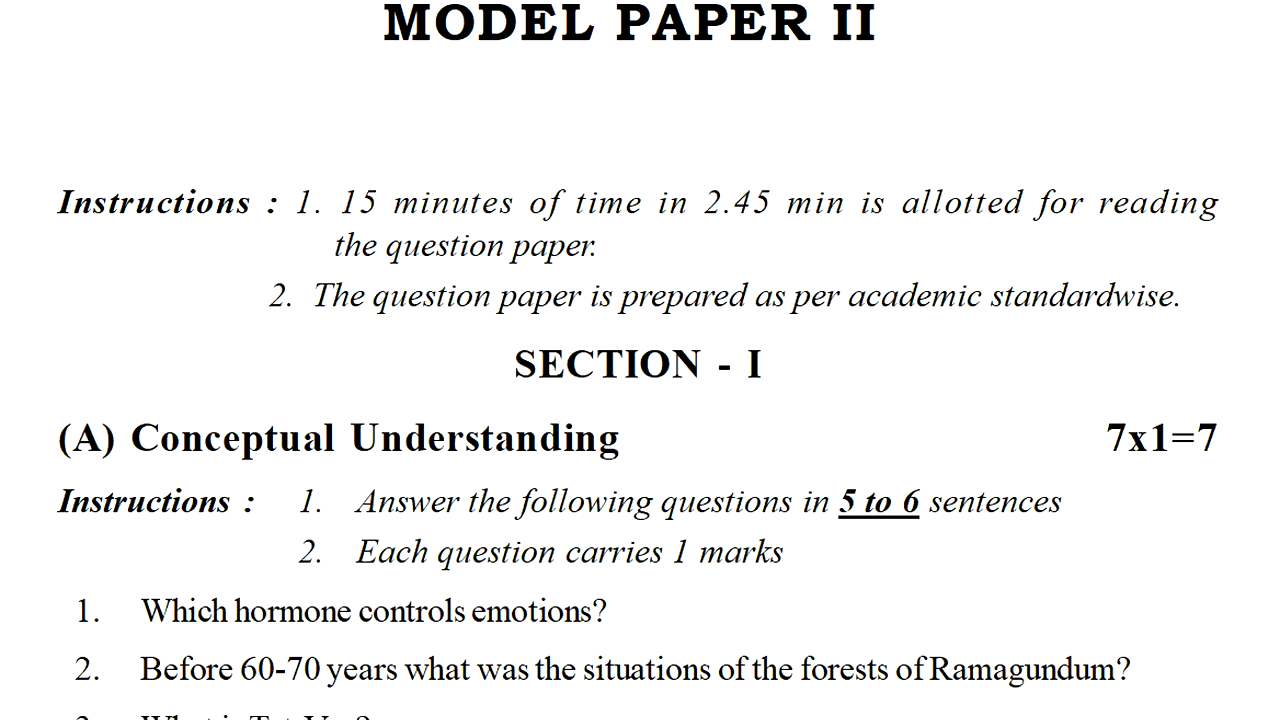 MODEL PAPER II
Instructions : 1. 15 minutes of time in 2.45 min is allotted for reading
the question paper.
2. The question paper is prepared as per academic standardwise.
SECTION - I
(A) Conceptual Understanding 7x1=7
Instructions : 1. Answer the following questions in 5 to 6 sentences
2. Each question carries 1 marks
1. Which hormone controls emotions?
2. Before 60-70 years what was the situations of the forests of Ramagundum?